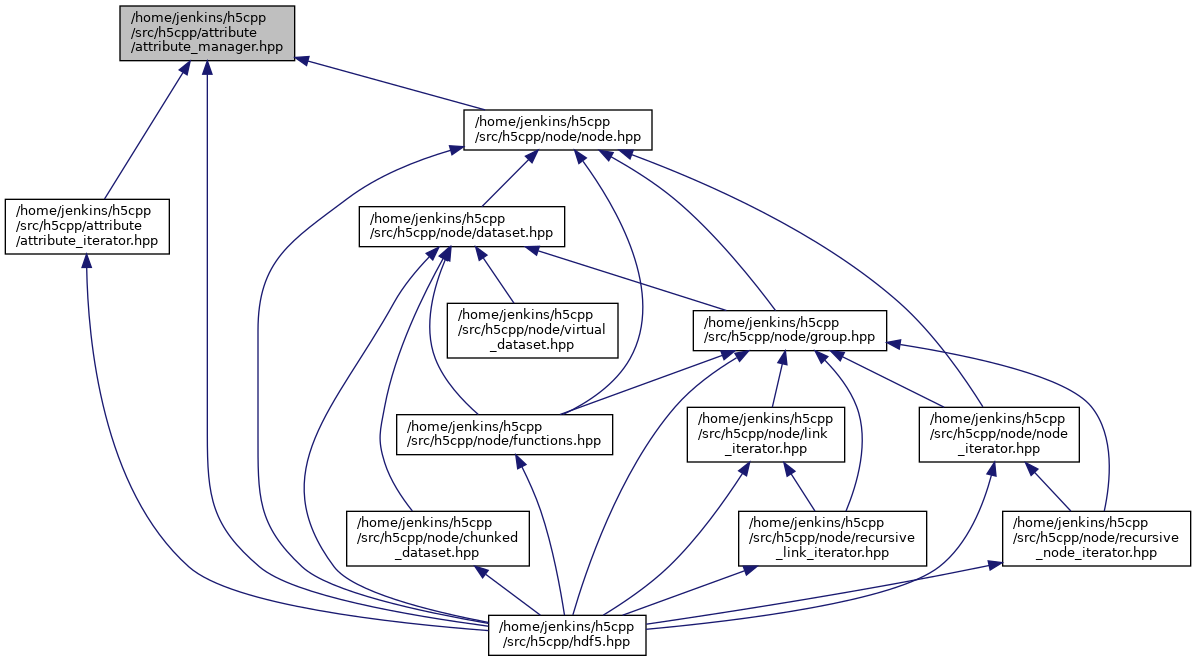 /home/jenkins/h5cpp
/src/h5cpp/attribute
/attribute_manager.hpp
/home/jenkins/h5cpp
/src/h5cpp/node/node.hpp
/home/jenkins/h5cpp
/src/h5cpp/attribute
/attribute_iterator.hpp
/home/jenkins/h5cpp
/src/h5cpp/node/dataset.hpp
/home/jenkins/h5cpp
/src/h5cpp/node/virtual
_dataset.hpp
/home/jenkins/h5cpp
/src/h5cpp/node/group.hpp
/home/jenkins/h5cpp
/src/h5cpp/node/functions.hpp
/home/jenkins/h5cpp
/src/h5cpp/node/link
_iterator.hpp
/home/jenkins/h5cpp
/src/h5cpp/node/node
_iterator.hpp
/home/jenkins/h5cpp
/src/h5cpp/node/chunked
_dataset.hpp
/home/jenkins/h5cpp
/src/h5cpp/node/recursive
_link_iterator.hpp
/home/jenkins/h5cpp
/src/h5cpp/node/recursive
_node_iterator.hpp
/home/jenkins/h5cpp
/src/h5cpp/hdf5.hpp